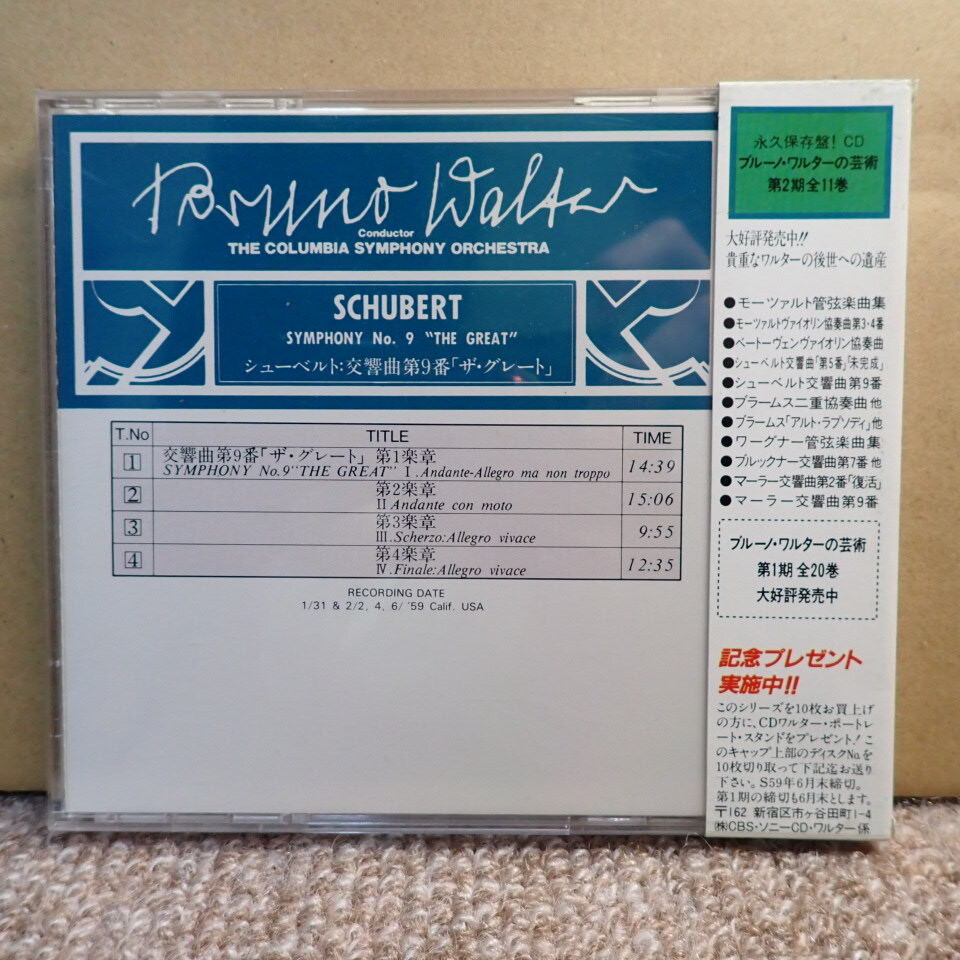 Bruno Walter
Conductor
THE COLUMBIA SYMPHONY ORCHESTRA
SCHUBERT
SYMPHONY No. 9 "THE GREAT"
シューベルト:交響曲第9番「ザ・グレート」
T.No TITLE TIME
1 交響曲第9番「ザ・グレート」 第1楽章
SYMPHONY No.9"THE GREAT" I.Andante-Allegro ma non troppo 14:39
2 第2楽章
II Andante con moto 15:06
3 第3楽章
III.Scherzo:Allegro vivace 9:55
4 第4楽章
IV.Finale:Allegro vivace 12:35
RECORDING DATE
1/31 & 2/2, 4, 6/ '59 Calif. USA
永久保存盤! CD
ブルーノ・ワルターの芸術
第2期全11巻
大好評発売中!!
貴重なワルターの後世への遺産
●モーツァルト管弦楽曲集
●モーツァルトヴァイオリン協奏曲第3・4番
●ベートーヴェンヴァイオリン協奏曲
●シューベルト交響曲「第5番」「未完成」
●シューベルト交響曲第9番
●ブラームス二重協奏曲他
●ブラームス「アルト・ラプソディ」他
●ワーグナー管弦楽曲集
●ブルックナー交響曲第7番 他
●マーラー交響曲第2番「復活」
●マーラー交響曲第9番
ブルーノ・ワルターの芸術
第1期 全20巻
大好評発売中
記念プレゼント
実施中!!
このシリーズを10枚お買上げ
の方に、CDワルター・ポートレ
ート・スタンドをプレゼント! こ
のキャップ上部のディスクNo.を
10枚切り取って下記迄お送り
下さい。S59年6月末締切。
第1期の締切も6月末とします。
〒162 新宿区市ヶ谷田町1-4
㈱CBS・ソニーCD・ワルター係